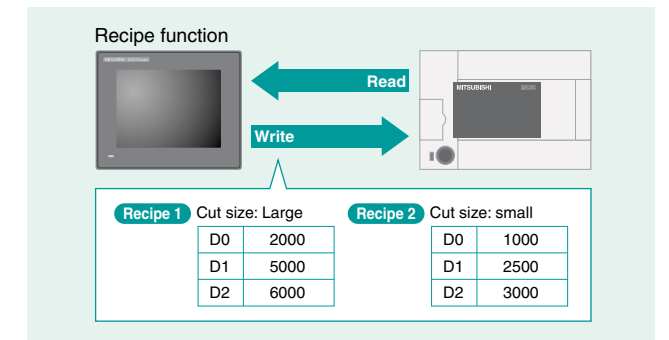 Recipe function
Read
MITSUBISHI
Write
Recipe 1 Cut size: Large
D0 2000
D1 5000
D2 6000
Recipe 2 Cut size: small
D0 1000
D1 2500
D2 3000